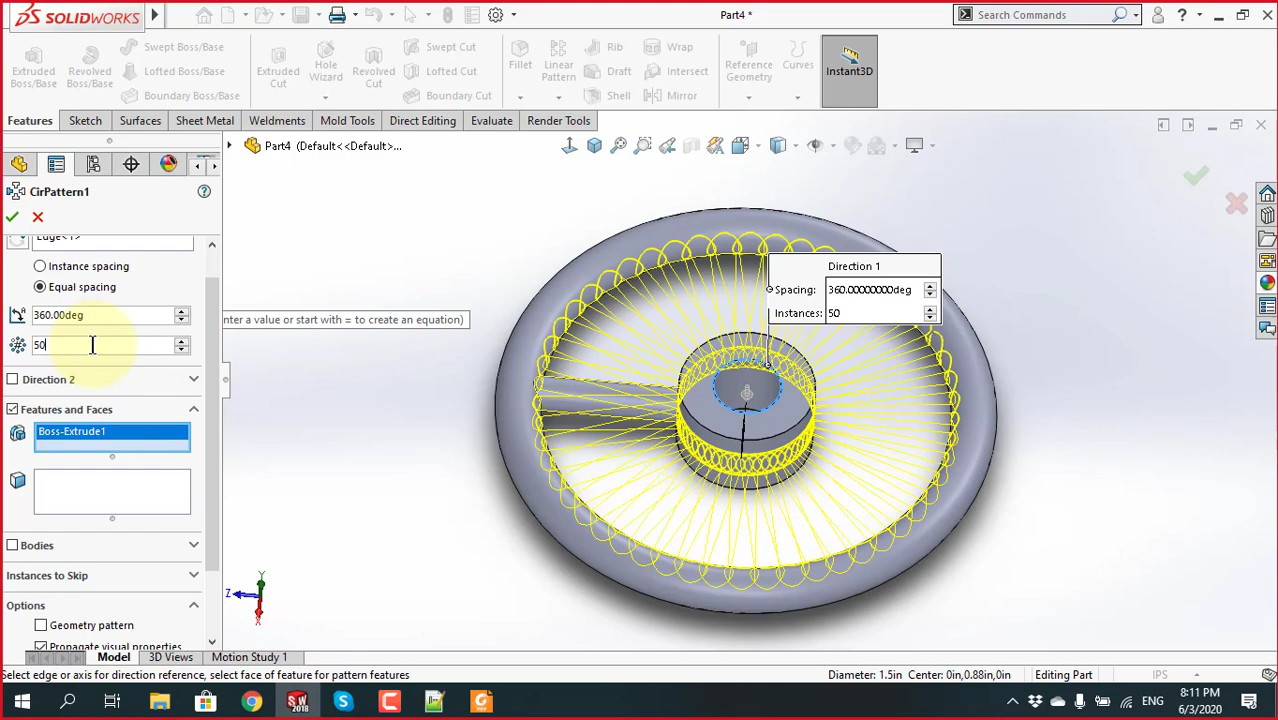 SOLIDWORKS
Part4 *
Search Commands
Extruded Boss/Base
Revolved Boss/Base
Swept Boss/Base
Lofted Boss/Base
Boundary Boss/Base
Extruded Cut
Hole Wizard
Revolved Cut
Swept Cut
Lofted Cut
Boundary Cut
Fillet
Linear Pattern
Rib
Draft
Shell
Wrap
Intersect
Mirror
Reference Geometry
Curves
Instant3D
Features
Sketch
Surfaces
Sheet Metal
Weldments
Mold Tools
Direct Editing
Evaluate
Render Tools
Part4 (Default<<Default>...
CirPattern1
Edge<1>
Instance spacing
Equal spacing
360.00deg
50
enter a value or start with = to create an equation)
Direction 2
Features and Faces
Boss-Extrude1
Bodies
Instances to Skip
Options
Geometry pattern
Propagate visual properties
Direction 1
Spacing: 360.00000000deg
Instances: 50
Y
Z
X
Model
3D Views
Motion Study 1
Select edge or axis for direction reference, select face of feature for pattern features
Diameter: 1.5in Center: 0in,0.88in,0in
Editing Part
IPS
SW
2018
ENG
8:11 PM
6/3/2020